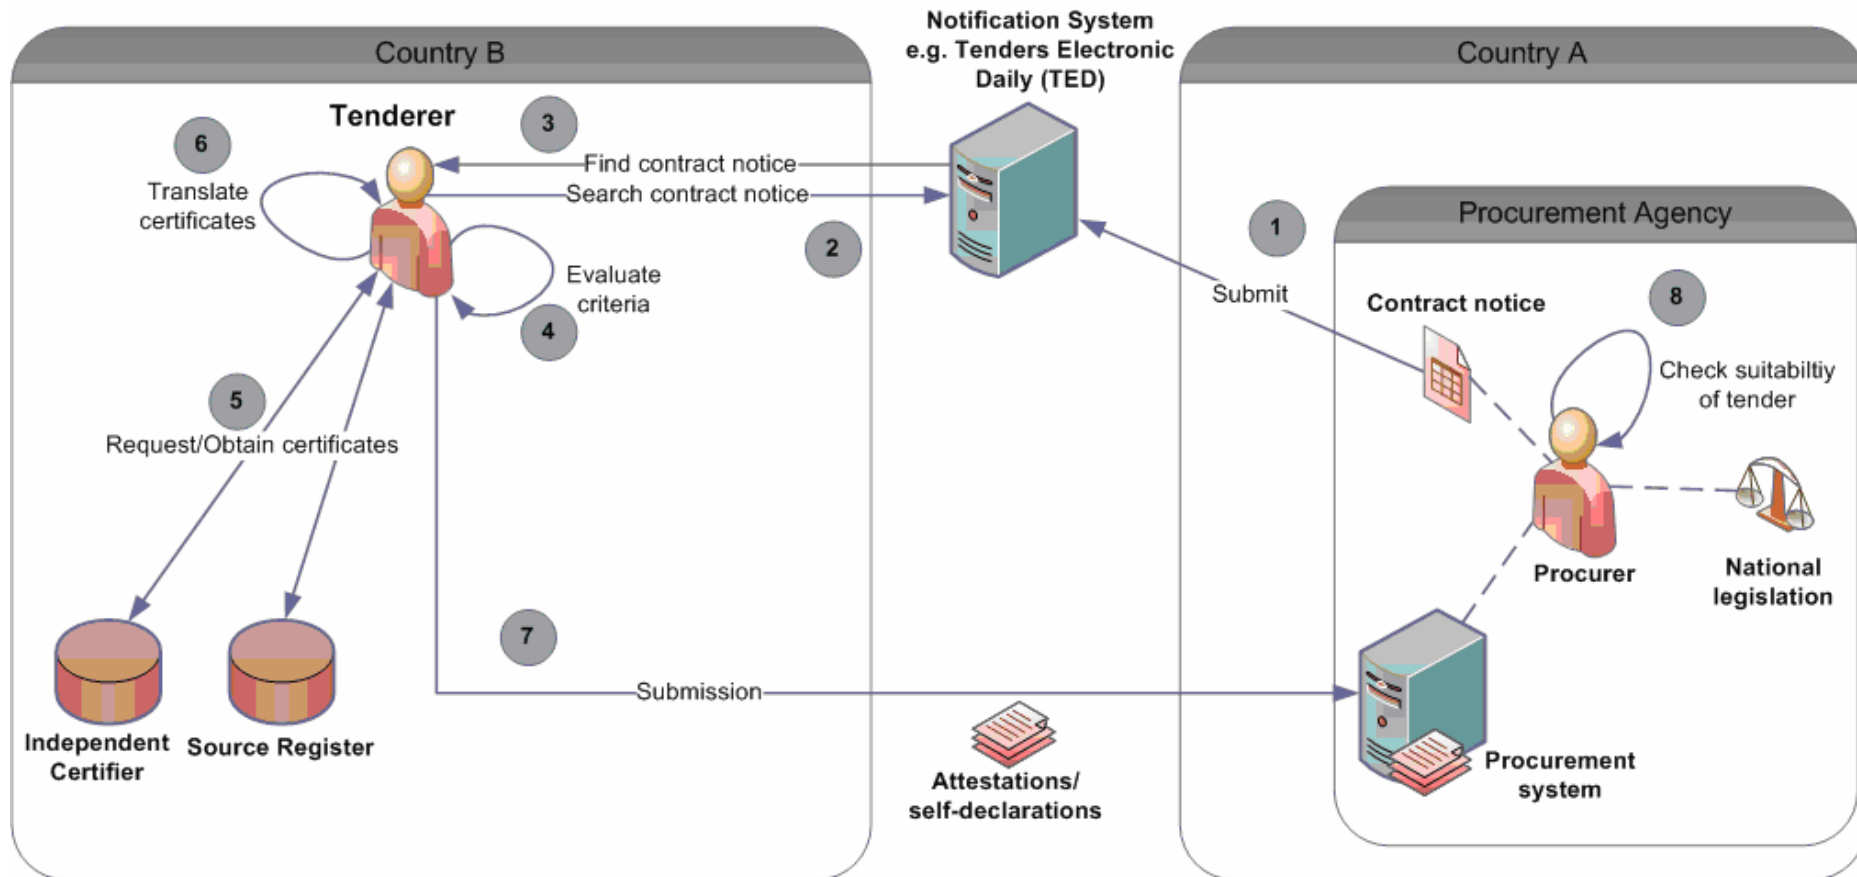 Notification System
e.g. Tenders Electronic
Daily (TED)
Country B
Country A
Tenderer
3
6
Find contract notice
Translate
certificates
Search contract notice
Procurement Agency
1
2
Evaluate
criteria
Submit
8
Contract notice
4
Check suitabiltiy
of tender
5
Request/Obtain certificates
Procurer
National
legislation
7
Submission
Independent
Certifier
Source Register
Attestations/
self-declarations
Procurement
system